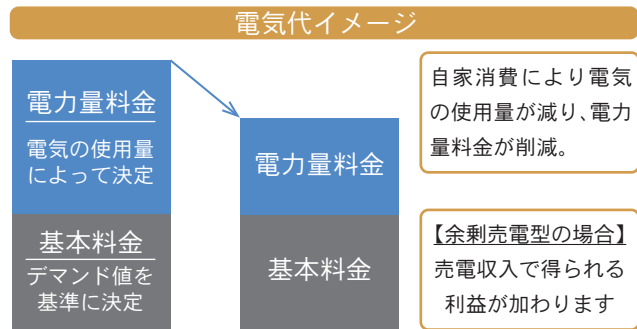 電気代イメージ
電力量料金
電気の使用量
によって決定
基本料金
デマンド値を
基準に決定
電力量料金
基本料金
自家消費により電気
の使用量が減り、電力
量料金が削減。
【余剰売電型の場合】
売電収入で得られる
利益が加わります